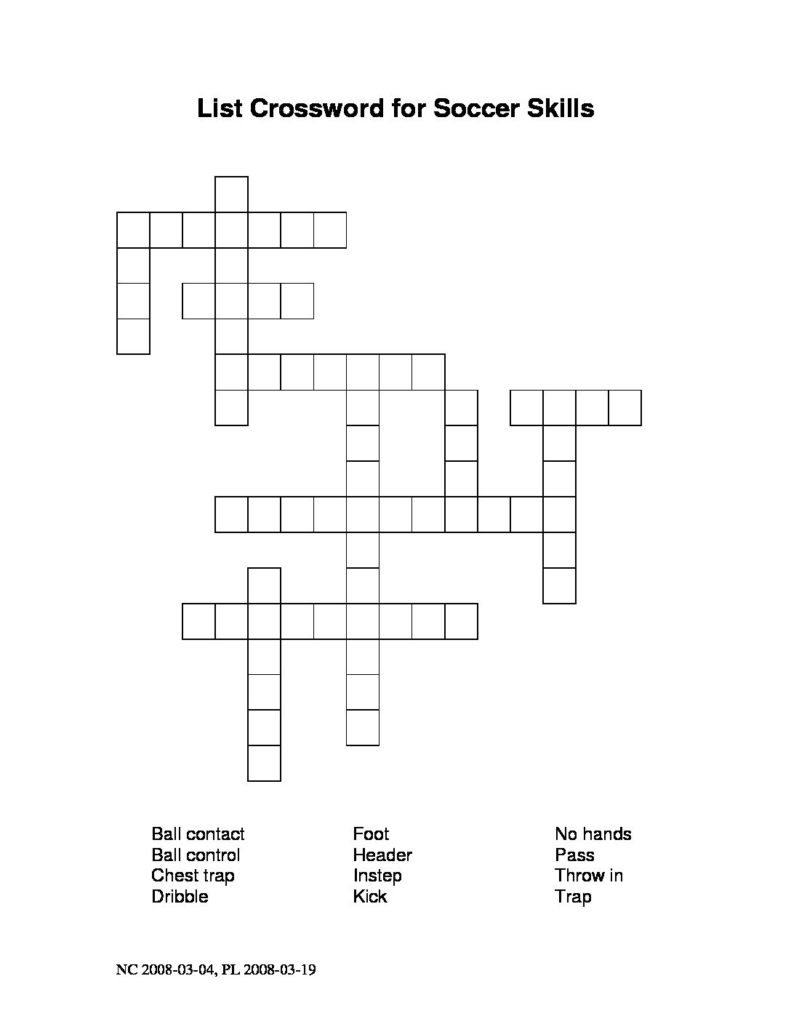 List Crossword for Soccer Skills
Ball contact
Ball control
Chest trap
Dribble
Foot
Header
Instep
Kick
No hands
Pass
Throw in
Trap
NC 2008-03-04, PL 2008-03-19